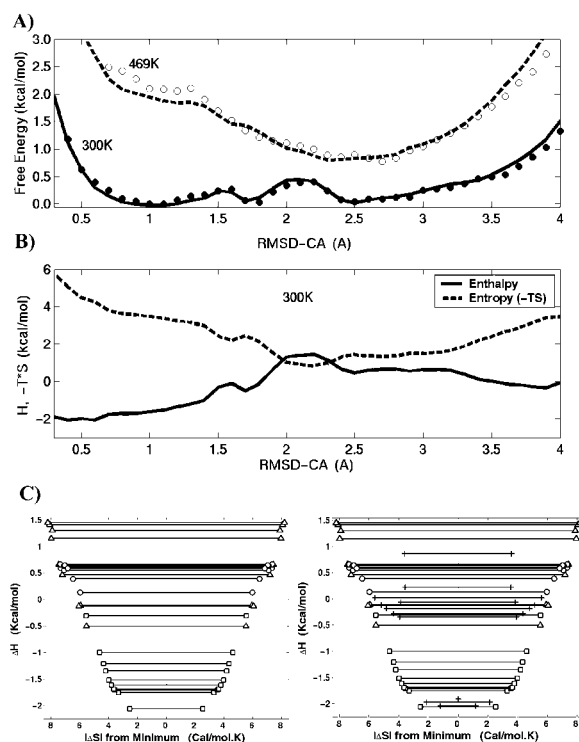 A)
3.0
2.5
2.0
1.5
1.0
0.5
0.0
Free Energy (kcal/mol)
469K
300K
0.5 1 1.5 2 2.5 3 3.5 4
RMSD-CA (A)
B)
6
4
2
0
−2
H, −T*S (kcal/mol)
300K
Enthalpy
Entropy (−TS)
0.5 1 1.5 2 2.5 3 3.5 4
RMSD-CA (A)
C)
1.5
1
0.5
0
−0.5
−1
−1.5
−2
ΔH (Kcal/mol)
8 6 4 2 0 2 4 6 8
|ΔS| from Minimum (Cal/mol.K)
1.5
1
0.5
0
−0.5
−1
−1.5
−2
ΔH (Kcal/mol)
8 6 4 2 0 2 4 6 8
|ΔS| from Minimum (Cal/mol.K)